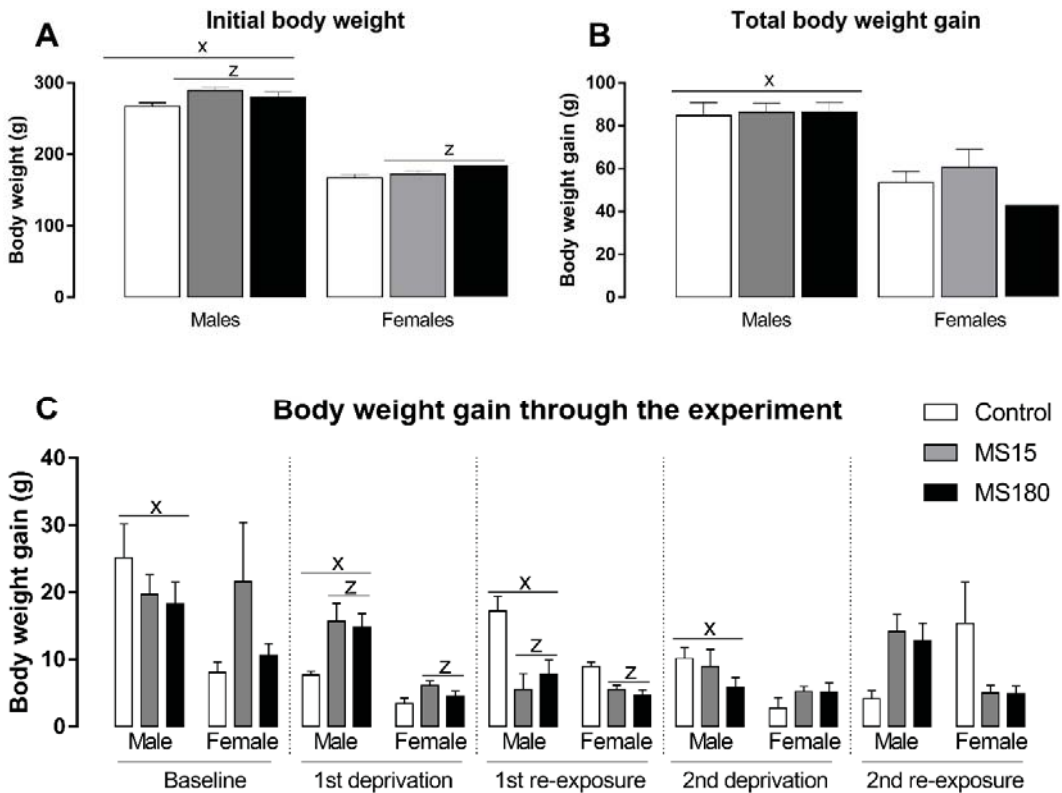 A
Initial body weight
x
z
z
Body weight (g)
300
200
100
0
Males
Females
B
Total body weight gain
x
Body weight gain (g)
100
80
60
40
20
0
Males
Females
C
Body weight gain through the experiment
Control
MS15
MS180
Body weight gain (g)
40
30
20
10
0
x
x
z
z
x
z
z
x
Male Female Male Female Male Female Male Female Male Female
Baseline 1st deprivation 1st re-exposure 2nd deprivation 2nd re-exposure